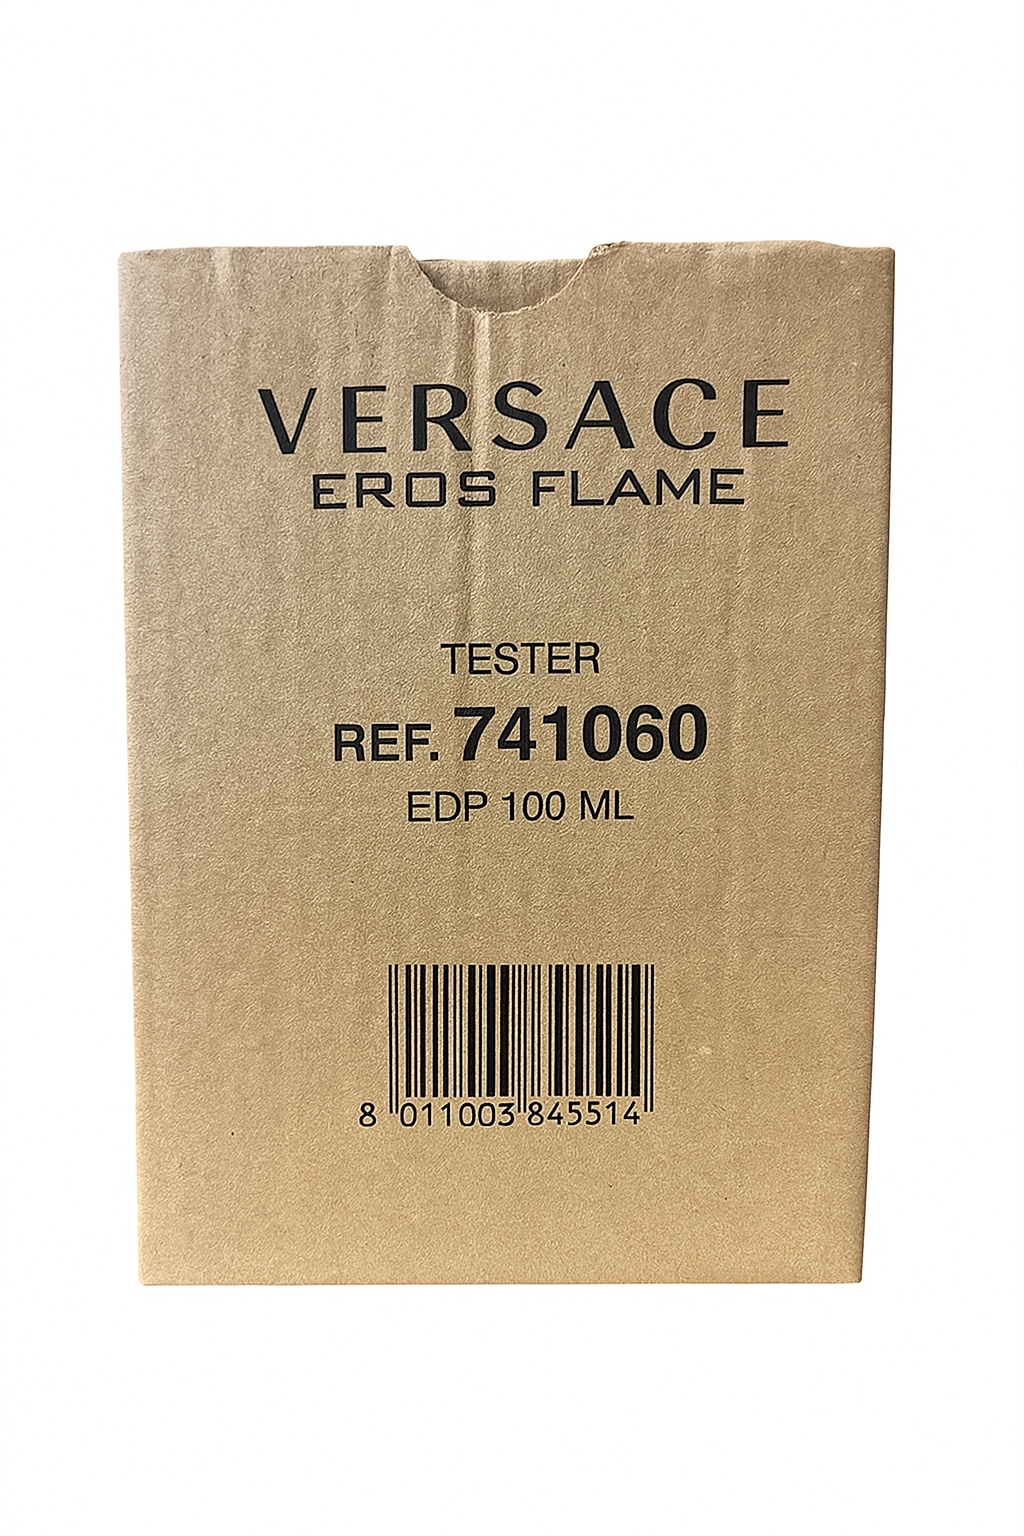 VERSACE
EROS FLAME
TESTER
REF. 741060
EDP 100 ML
8 011003 845514